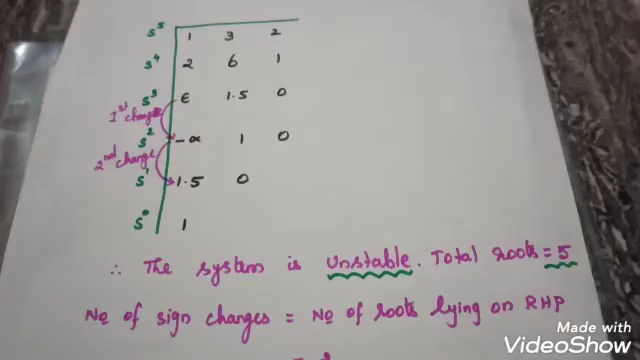 s⁵ 1 3 2
s⁴ 2 6 1
s³ ϵ 1.5 0
1st change
s² -∝ 1 0
2nd change
s¹ 1.5 0
s⁰ 1
∴ The system is Unstable. Total roots = 5
No of sign changes = No of roots lying on RHP
Made with
VideoShow